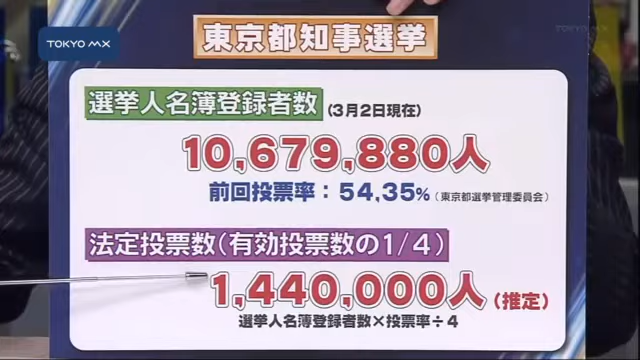 TOKYO MX
TOKYO MX
東京都知事選挙
選挙人名簿登録者数 (3月2日現在)
10,679,880人
前回投票率：54.35% (東京都選挙管理委員会)
法定投票数(有効投票数の1/4)
1,440,000人(推定)
選挙人名簿登録者数×投票率÷4